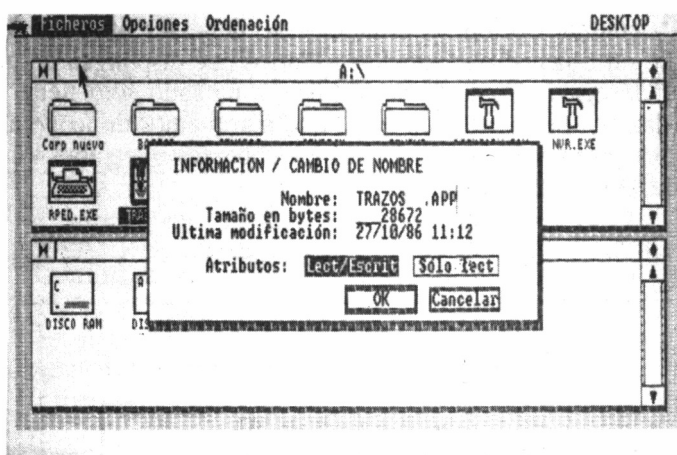 Ficheros Opciones Ordenación DESKTOP
A:\
Carp nueva
NVR.EXE
RPED.EXE
INFORMACION / CAMBIO DE NOMBRE
Nombre: TRAZOS .APP
Tamaño en bytes: 28672
Ultima modificación: 27/10/86 11:12
Atributos: Lect/Escrit Sólo lect
OK Cancelar
C
DISCO RAM